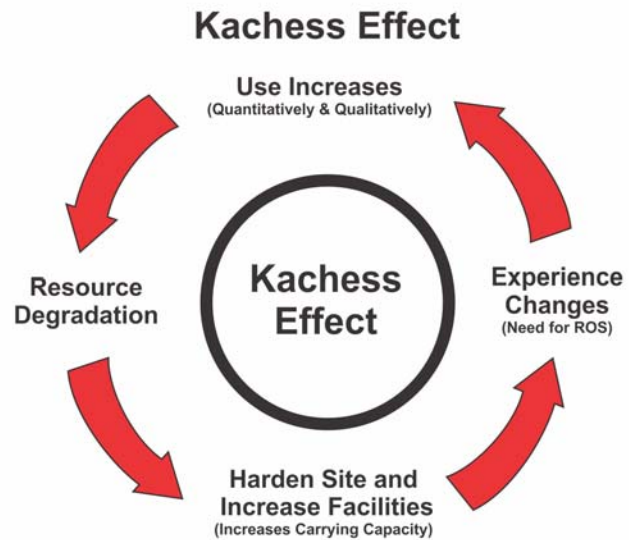 Kachess Effect
Use Increases
(Quantitatively & Qualitatively)
Resource
Degradation
Kachess
Effect
Experience
Changes
(Need for ROS)
Harden Site and
Increase Facilities
(Increases Carrying Capacity)